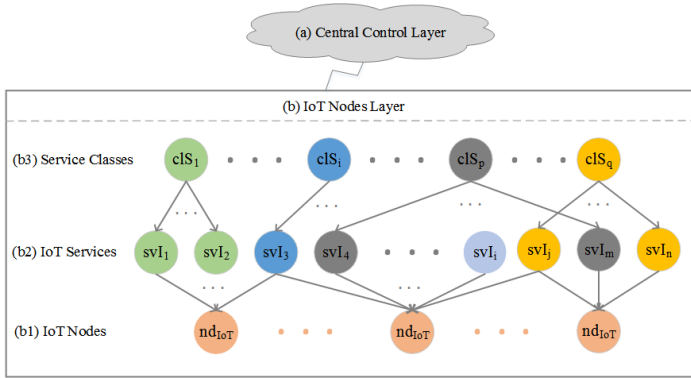 (a) Central Control Layer
(b) IoT Nodes Layer
(b3) Service Classes clS1 clSi clSp clSq
. . .
. . .
. . .
. . .
(b2) IoT Services svI1 svI2 svI3 svI4 svIi svIj svIm svIn
. . .
. . .
(b1) IoT Nodes ndIoT ndIoT ndIoT